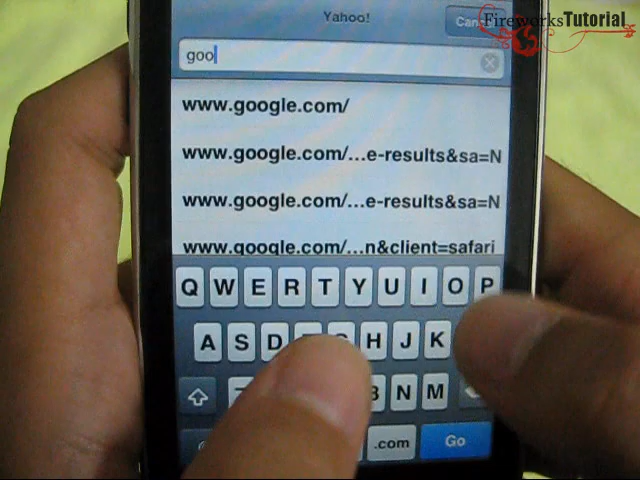 Yahoo!
FireworksTutorial
goo
www.google.com/
www.google.com/...e-results&sa=N
www.google.com/...e-results&sa=N
www.google.com/...n&client=safari
Q W E R T Y U I O P
A S D H J K
B N M
.com Go